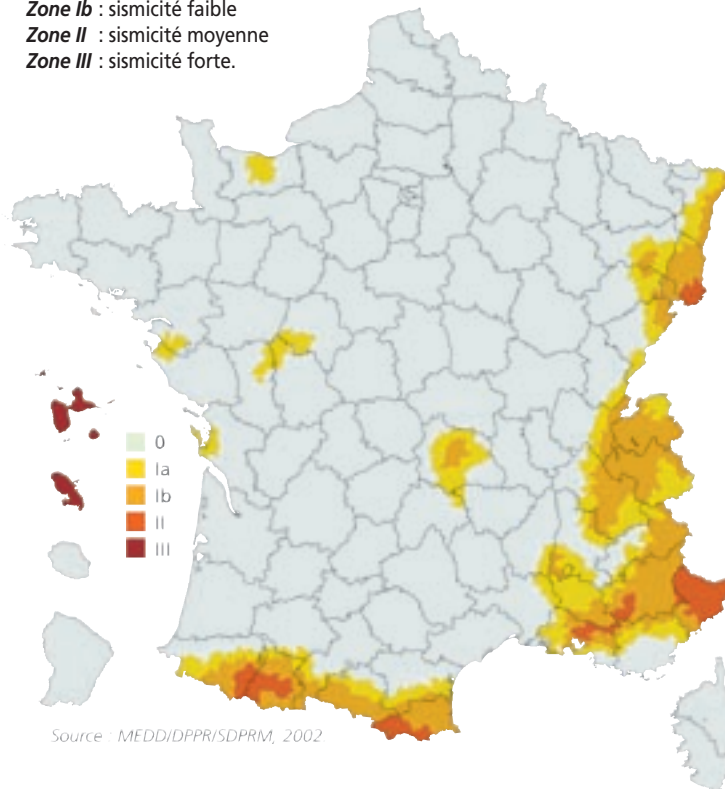 Zone Ib : sismicité faible
Zone II : sismicité moyenne
Zone III : sismicité forte.
0
Ia
Ib
II
III
Source : MEDD/DPPR/SDPRM, 2002